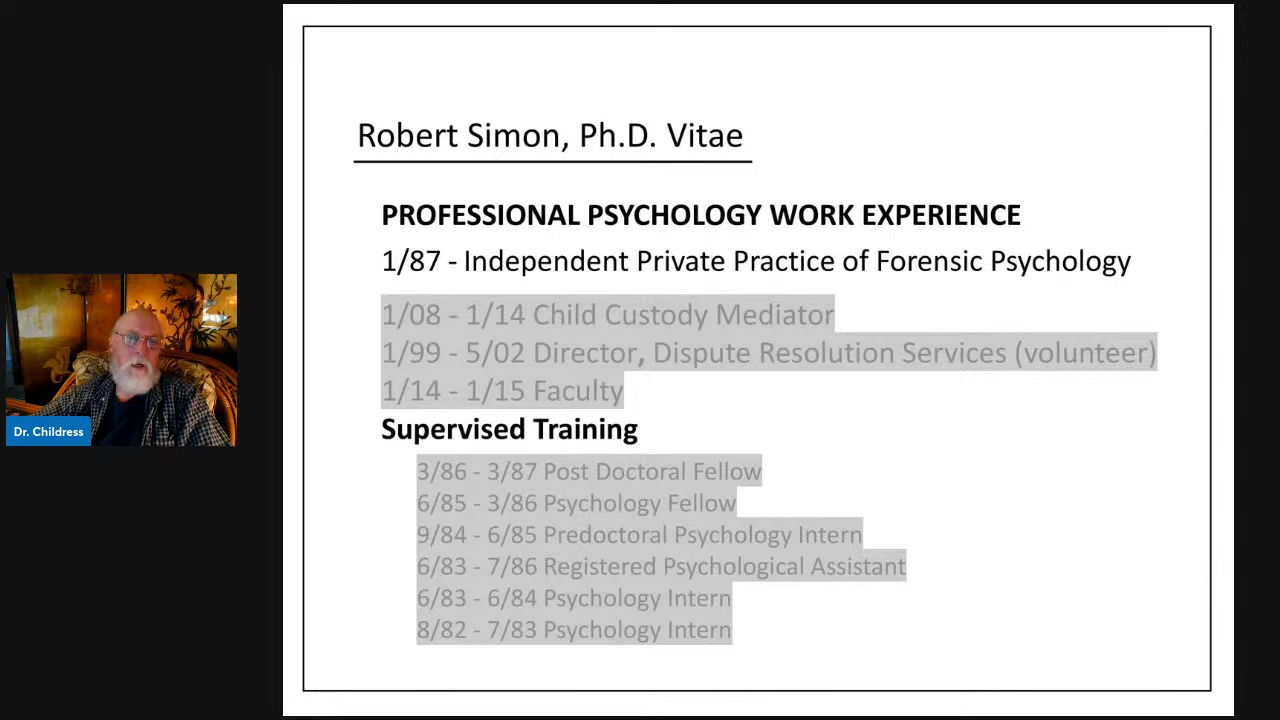 Robert Simon, Ph.D. Vitae
PROFESSIONAL PSYCHOLOGY WORK EXPERIENCE
1/87 - Independent Private Practice of Forensic Psychology
1/08 - 1/14 Child Custody Mediator
1/99 - 5/02 Director, Dispute Resolution Services (volunteer)
1/14 - 1/15 Faculty
Supervised Training
3/86 - 3/87 Post Doctoral Fellow
6/85 - 3/86 Psychology Fellow
9/84 - 6/85 Predoctoral Psychology Intern
6/83 - 7/86 Registered Psychological Assistant
6/83 - 6/84 Psychology Intern
8/82 - 7/83 Psychology Intern
Dr. Childress